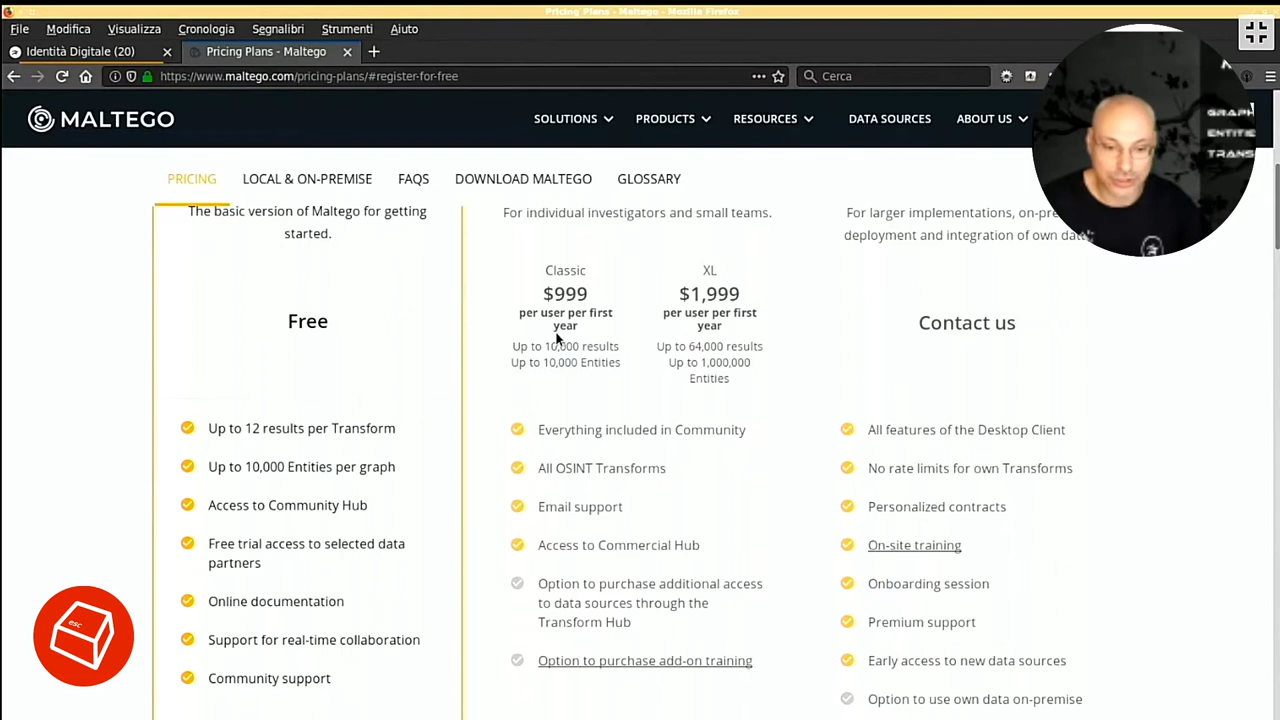 Pricing Plans - Maltego - Mozilla Firefox
File Modifica Visualizza Cronologia Segnalibri Strumenti Aiuto
Identità Digitale (20)
Pricing Plans - Maltego
https://www.maltego.com/pricing-plans/#register-for-free
Cerca
MALTEGO
SOLUTIONS PRODUCTS RESOURCES DATA SOURCES ABOUT US
GRAPH
ENTITIE
TRANS
PRICING LOCAL & ON-PREMISE FAQS DOWNLOAD MALTEGO GLOSSARY
The basic version of Maltego for getting
started.
Free
Up to 12 results per Transform
Up to 10,000 Entities per graph
Access to Community Hub
Free trial access to selected data
partners
Online documentation
Support for real-time collaboration
Community support
For individual investigators and small teams.
Classic
$999
per user per first
year
Up to 10,000 results
Up to 10,000 Entities
XL
$1,999
per user per first
year
Up to 64,000 results
Up to 1,000,000
Entities
Everything included in Community
All OSINT Transforms
Email support
Access to Commercial Hub
Option to purchase additional access
to data sources through the
Transform Hub
Option to purchase add-on training
For larger implementations, on-pre
deployment and integration of own data
Contact us
All features of the Desktop Client
No rate limits for own Transforms
Personalized contracts
On-site training
Onboarding session
Premium support
Early access to new data sources
Option to use own data on-premise
esc